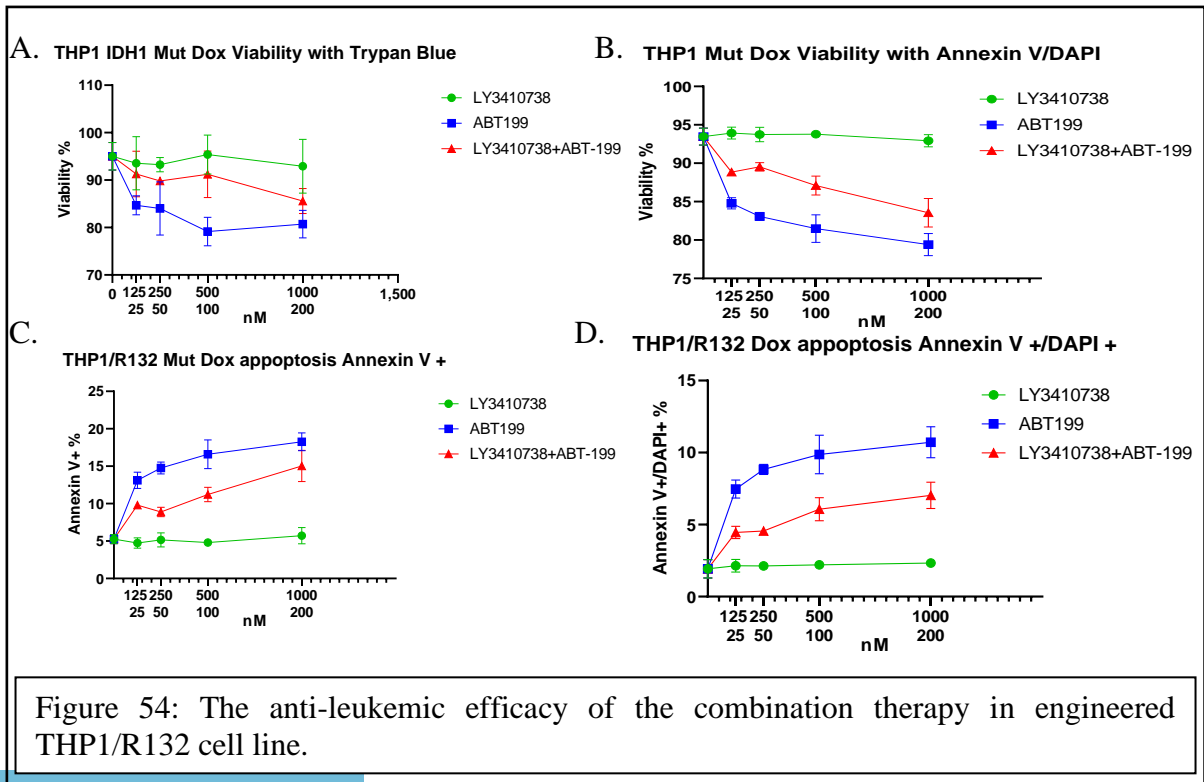 A.
THP1 IDH1 Mut Dox Viability with Trypan Blue
110
100
90
80
70
Viability %
0
125
25
250
50
500
100
1000
200
1,500
nM
LY3410738
ABT199
LY3410738+ABT-199
B.
THP1 Mut Dox Viability with Annexin V/DAPI
100
95
90
85
80
75
Viability %
125
25
250
50
500
100
1000
200
nM
LY3410738
ABT199
LY3410738+ABT-199
C.
THP1/R132 Mut Dox appoptosis Annexin V +
25
20
15
10
5
0
Annexin V+ %
125
25
250
50
500
100
1000
200
nM
LY3410738
ABT199
LY3410738+ABT-199
D.
THP1/R132 Dox appoptosis Annexin V +/DAPI +
15
10
5
0
Annexin V+/DAPI+ %
125
25
250
50
500
100
1000
200
nM
LY3410738
ABT199
LY3410738+ABT-199
Figure 54: The anti-leukemic efficacy of the combination therapy in engineered
THP1/R132 cell line.